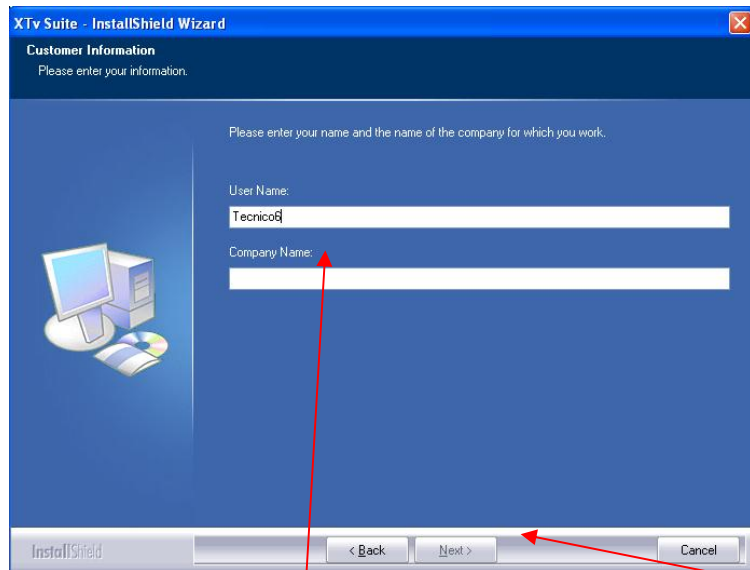 XTv Suite - InstallShield Wizard
Customer Information
Please enter your information.
Please enter your name and the name of the company for which you work.
User Name:
Tecnico6
Company Name:
InstallShield
< Back
Next >
Cancel